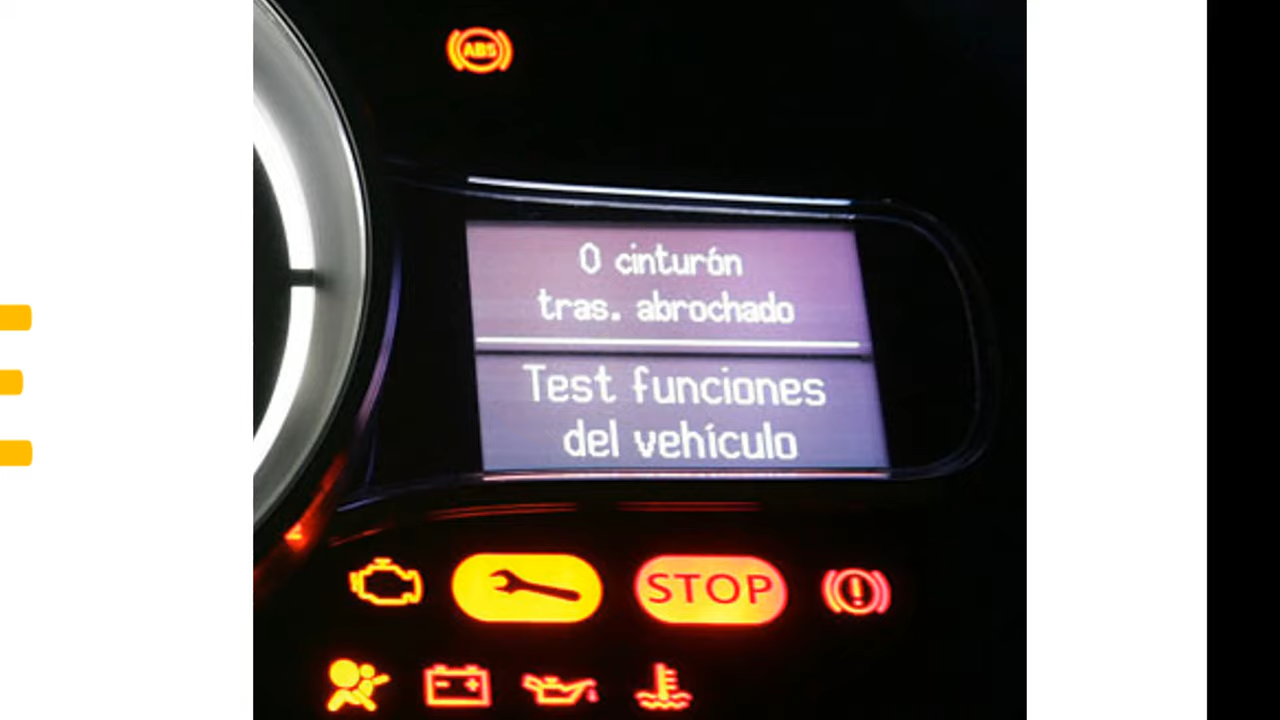 ABS
0 cinturón
tras. abrochado
Test funciones
del vehículo
STOP